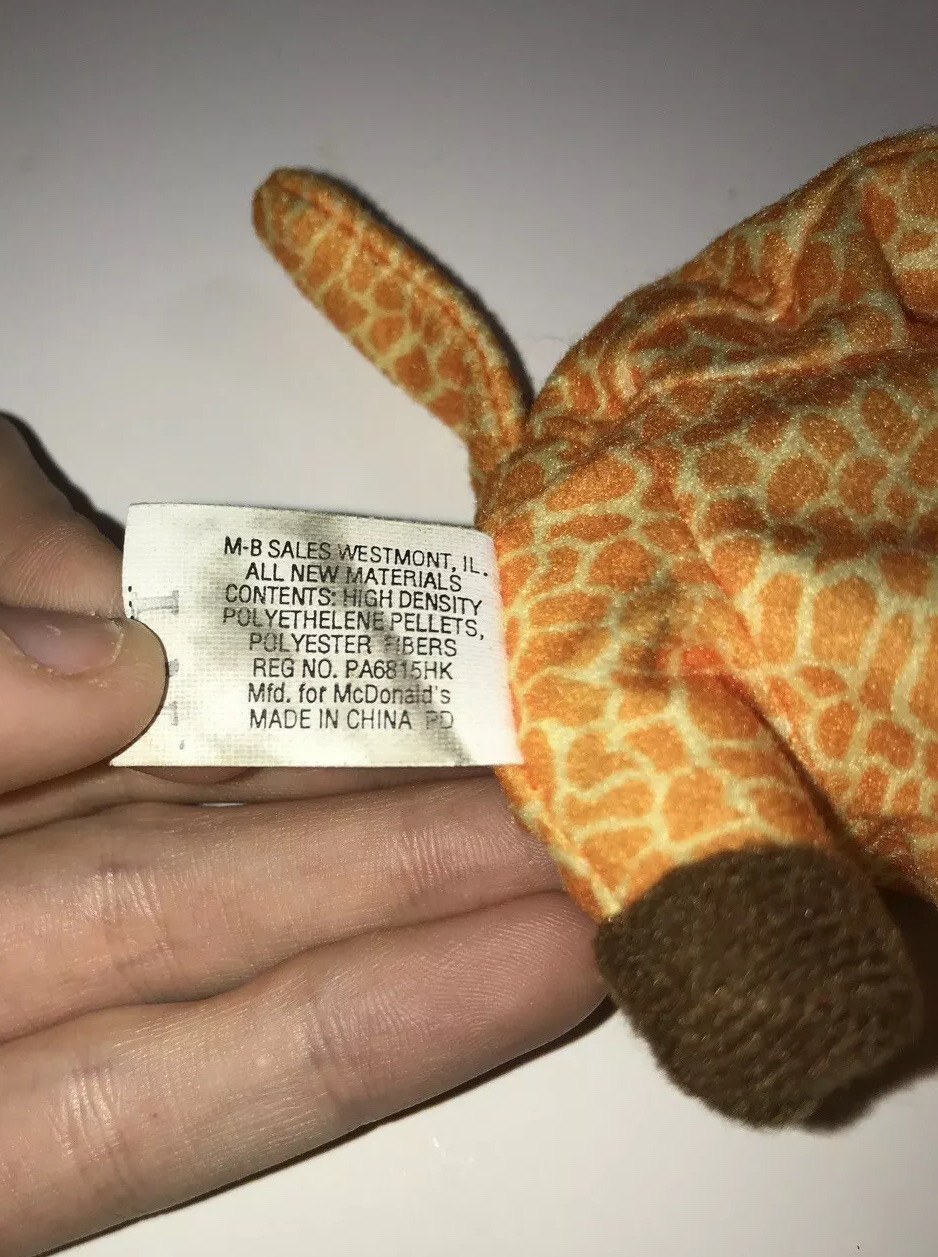 M-B SALES WESTMONT, IL.
ALL NEW MATERIALS
CONTENTS: HIGH DENSITY
POLYETHELENE PELLETS,
POLYESTER FIBERS
REG NO. PA6815HK
Mfd. for McDonald's
MADE IN CHINA PD